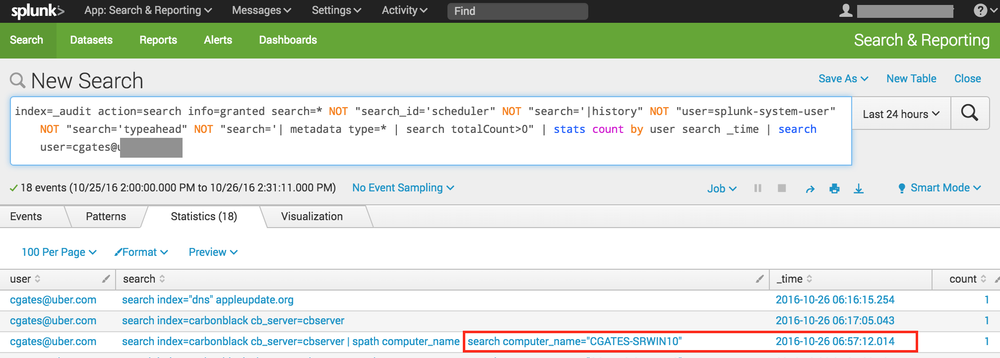 splunk> App: Search & Reporting Messages Settings Activity Find
Search Datasets Reports Alerts Dashboards Search & Reporting
New Search Save As New Table Close
index=_audit action=search info=granted search=* NOT "search_id='scheduler" NOT "search='|history" NOT "user=splunk-system-user"
NOT "search='typeahead" NOT "search='| metadata type=* | search totalCount>0" | stats count by user search _time | search
user=cgates@
Last 24 hours
18 events (10/25/16 2:00:00.000 PM to 10/26/16 2:31:11.000 PM) No Event Sampling Job Smart Mode
Events Patterns Statistics (18) Visualization
100 Per Page Format Preview
user search _time count
cgates@uber.com search index="dns" appleupdate.org 2016-10-26 06:16:15.254 1
cgates@uber.com search index=carbonblack cb_server=cbserver 2016-10-26 06:17:05.043 1
cgates@uber.com search index=carbonblack cb_server=cbserver | spath computer_name search computer_name="CGATES-SRWIN10" 2016-10-26 06:57:12.014 1